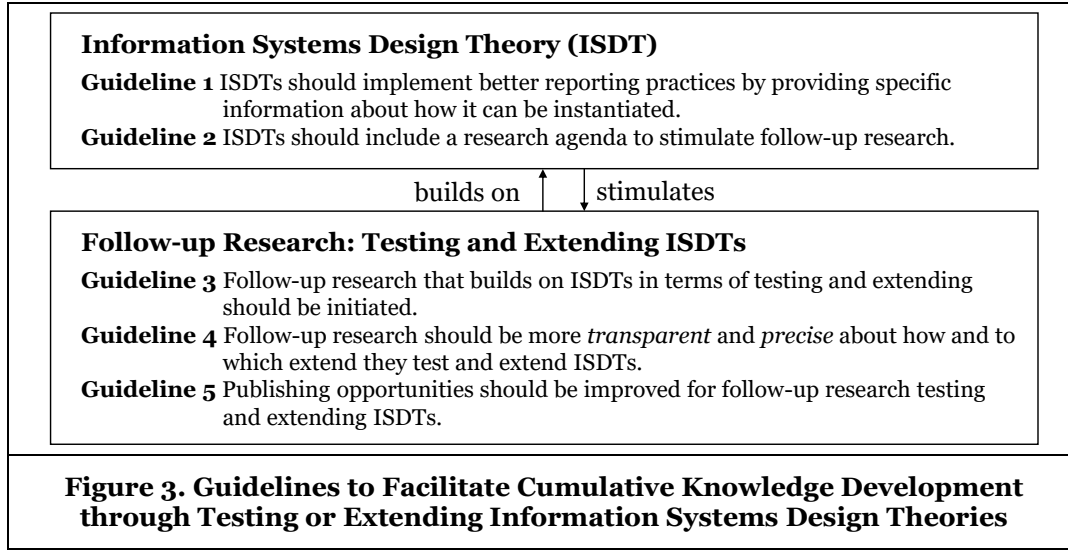 Information Systems Design Theory (ISDT)
Guideline 1 ISDTs should implement better reporting practices by providing specific
information about how it can be instantiated.
Guideline 2 ISDTs should include a research agenda to stimulate follow-up research.
builds on
stimulates
Follow-up Research: Testing and Extending ISDTs
Guideline 3 Follow-up research that builds on ISDTs in terms of testing and extending
should be initiated.
Guideline 4 Follow-up research should be more transparent and precise about how and to
which extend they test and extend ISDTs.
Guideline 5 Publishing opportunities should be improved for follow-up research testing
and extending ISDTs.
Figure 3. Guidelines to Facilitate Cumulative Knowledge Development
through Testing or Extending Information Systems Design Theories